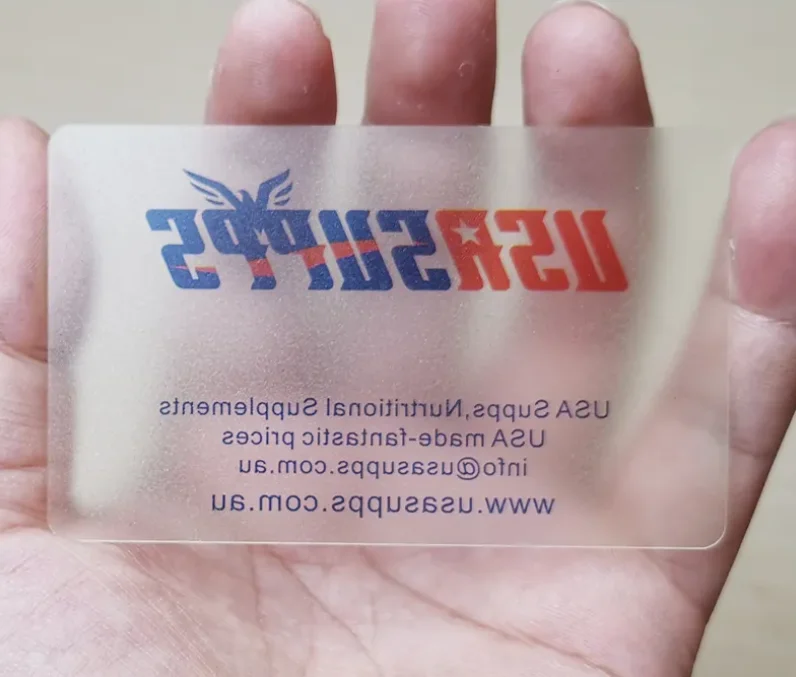 USASUPPS
USA Supps,Nurtritional Supplements
USA made-fantastic prices
info@usasupps.com.au
www.usasupps.com.au